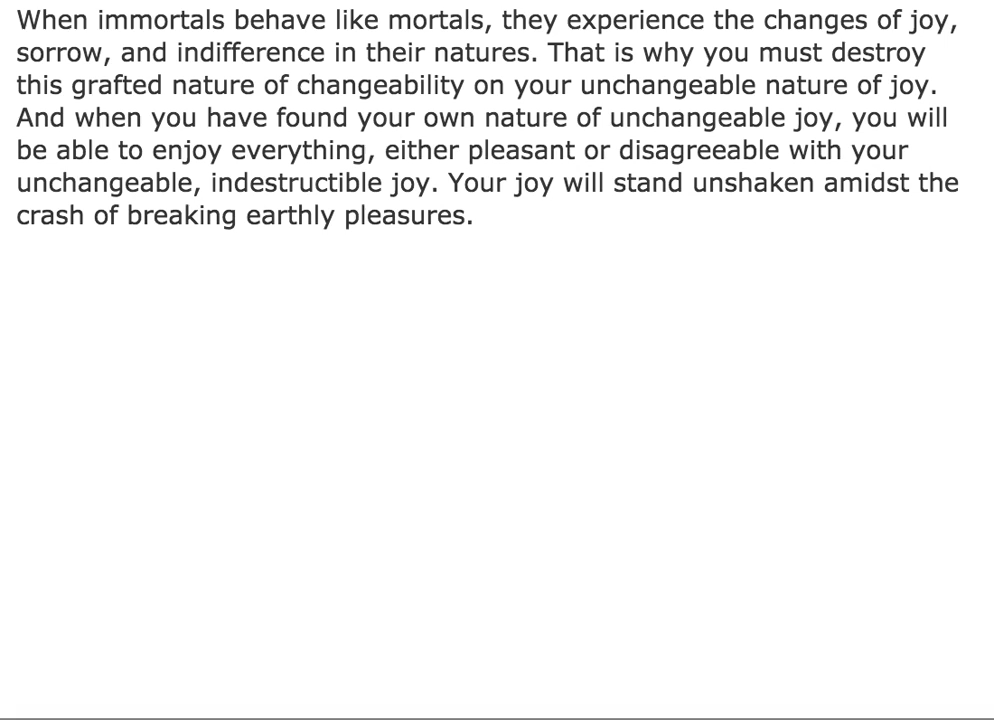 When immortals behave like mortals, they experience the changes of joy,
sorrow, and indifference in their natures. That is why you must destroy
this grafted nature of changeability on your unchangeable nature of joy.
And when you have found your own nature of unchangeable joy, you will
be able to enjoy everything, either pleasant or disagreeable with your
unchangeable, indestructible joy. Your joy will stand unshaken amidst the
crash of breaking earthly pleasures.